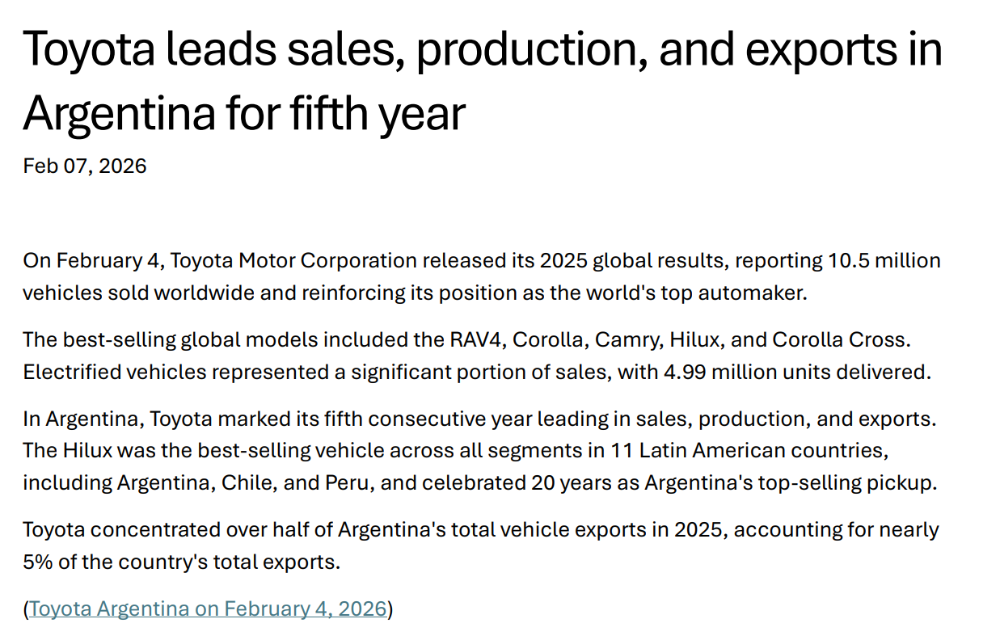 Toyota leads sales, production, and exports in
Argentina for fifth year
Feb 07, 2026
On February 4, Toyota Motor Corporation released its 2025 global results, reporting 10.5 million
vehicles sold worldwide and reinforcing its position as the world's top automaker.
The best-selling global models included the RAV4, Corolla, Camry, Hilux, and Corolla Cross.
Electrified vehicles represented a significant portion of sales, with 4.99 million units delivered.
In Argentina, Toyota marked its fifth consecutive year leading in sales, production, and exports.
The Hilux was the best-selling vehicle across all segments in 11 Latin American countries,
including Argentina, Chile, and Peru, and celebrated 20 years as Argentina's top-selling pickup.
Toyota concentrated over half of Argentina's total vehicle exports in 2025, accounting for nearly
5% of the country's total exports.
(Toyota Argentina on February 4, 2026)